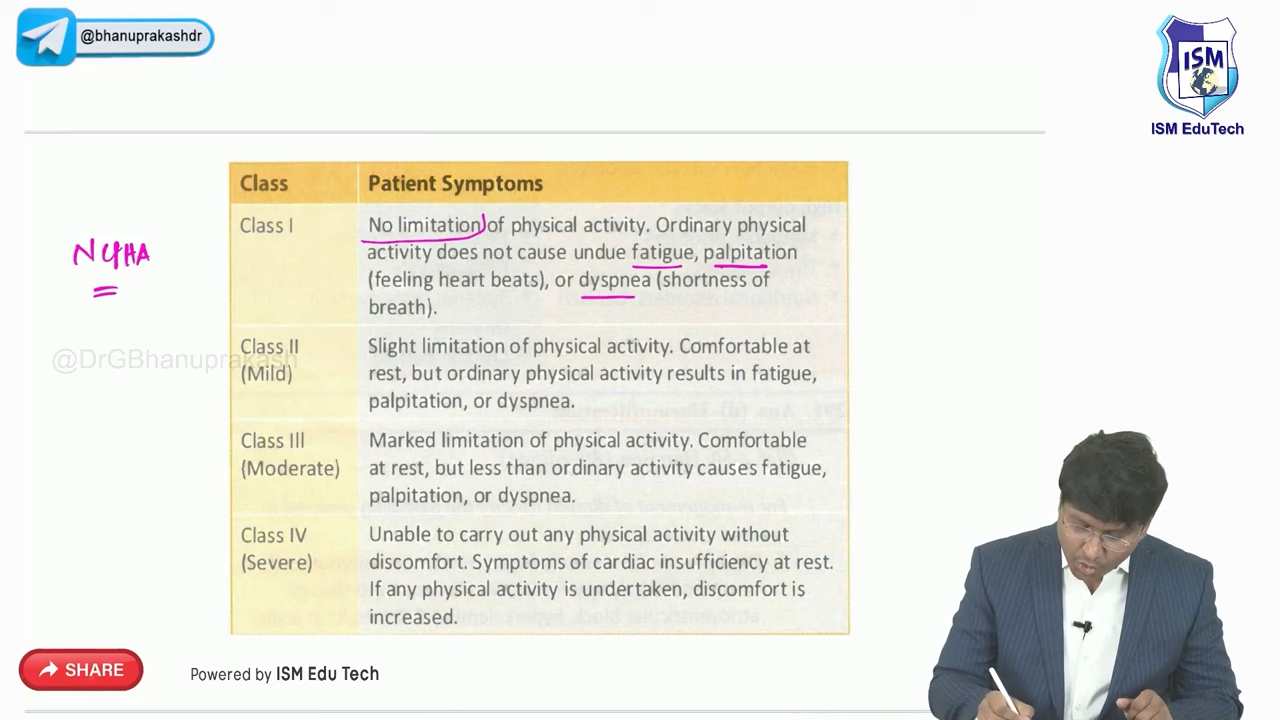 @bhanuprakashdr
ISM
ISM EduTech
NYHA
@DrGBhanuprakash
Class Patient Symptoms
Class I No limitation of physical activity. Ordinary physical
activity does not cause undue fatigue, palpitation
(feeling heart beats), or dyspnea (shortness of
breath).
Class II Slight limitation of physical activity. Comfortable at
(Mild) rest, but ordinary physical activity results in fatigue,
palpitation, or dyspnea.
Class III Marked limitation of physical activity. Comfortable
(Moderate) at rest, but less than ordinary activity causes fatigue,
palpitation, or dyspnea.
Class IV Unable to carry out any physical activity without
(Severe) discomfort. Symptoms of cardiac insufficiency at rest.
If any physical activity is undertaken, discomfort is
increased.
SHARE
Powered by ISM Edu Tech